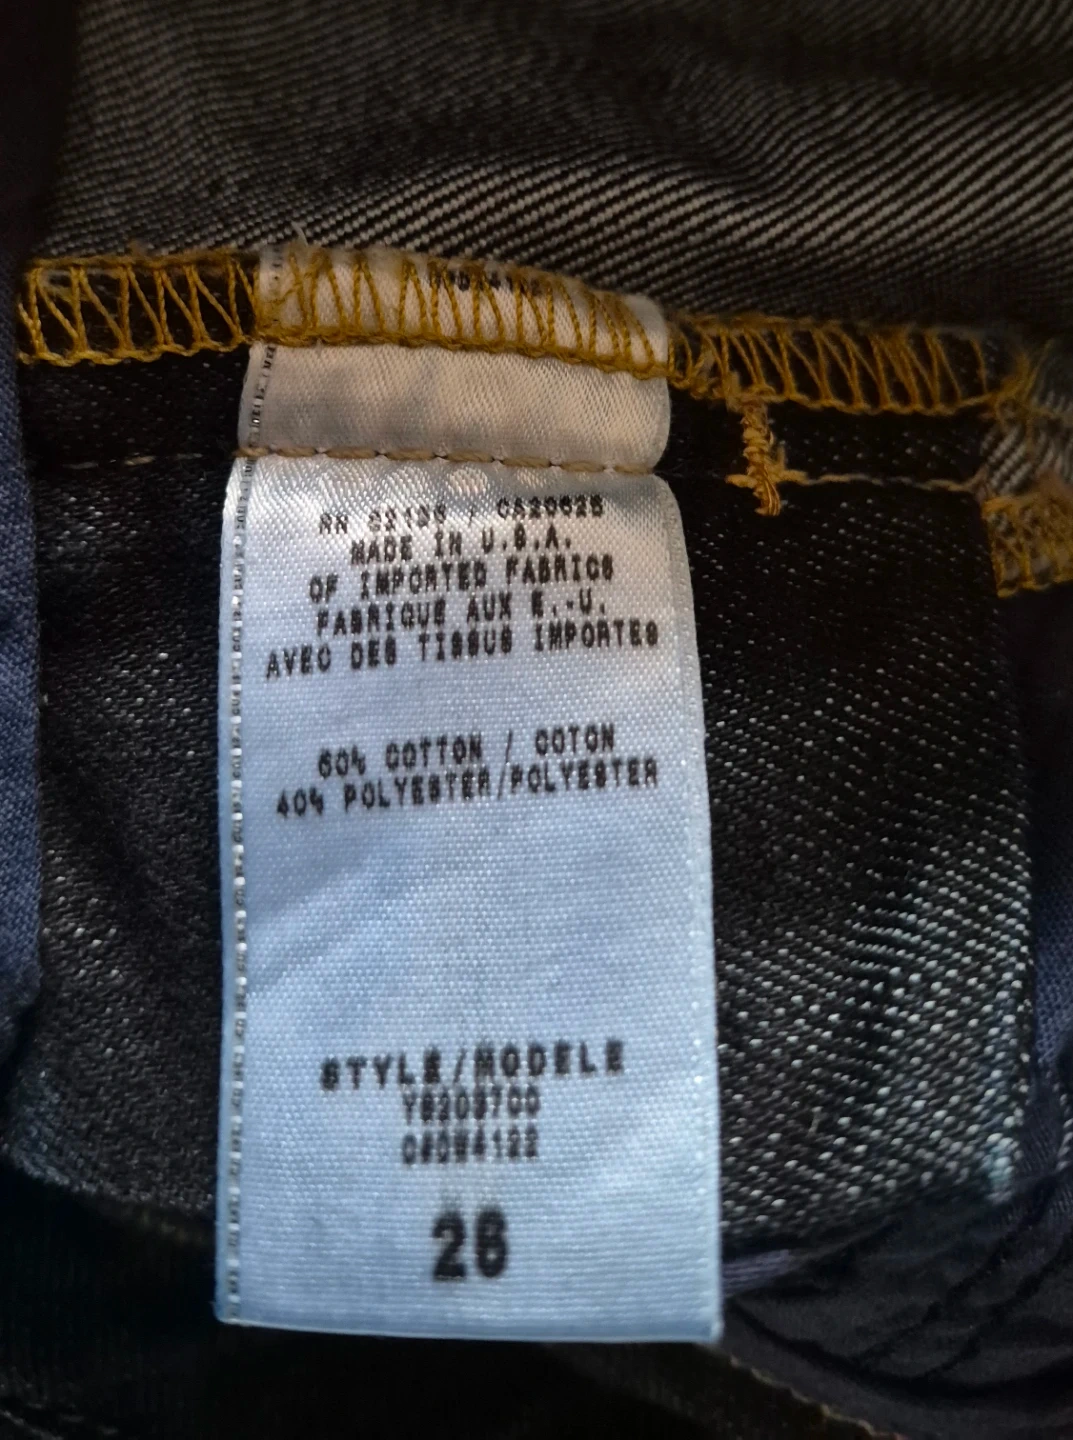 MADE IN U.S.A.
OF IMPORTED FABRICS
FABRIQUE AUX E.-U.
AVEC DES TISSUS IMPORTES
60% COTTON / COTON
40% POLYESTER/POLYESTER
STYLE/MODELE
26